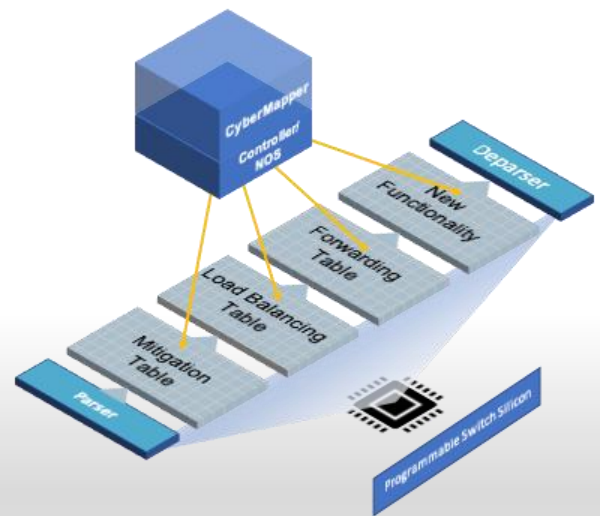 CyberMapper
Controller/
NOS
Deparser
New
Functionality
Forwarding
Table
Load Balancing
Table
Mitigation
Table
Parser
Programmable Switch Silicon